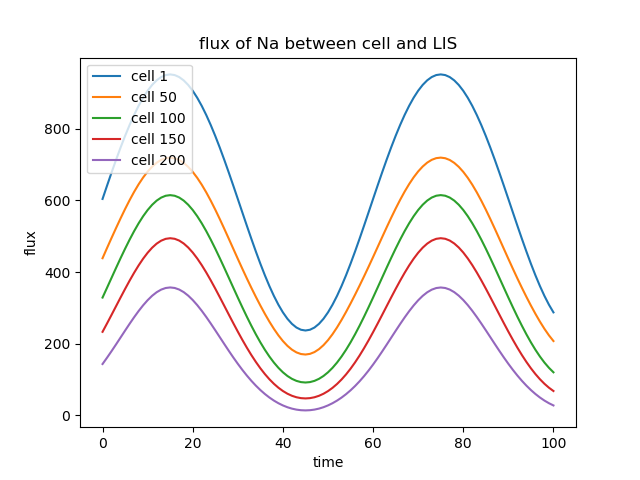 flux of Na between cell and LIS
cell 1
cell 50
cell 100
cell 150
cell 200
flux
800
600
400
200
0
0 20 40 60 80 100
time